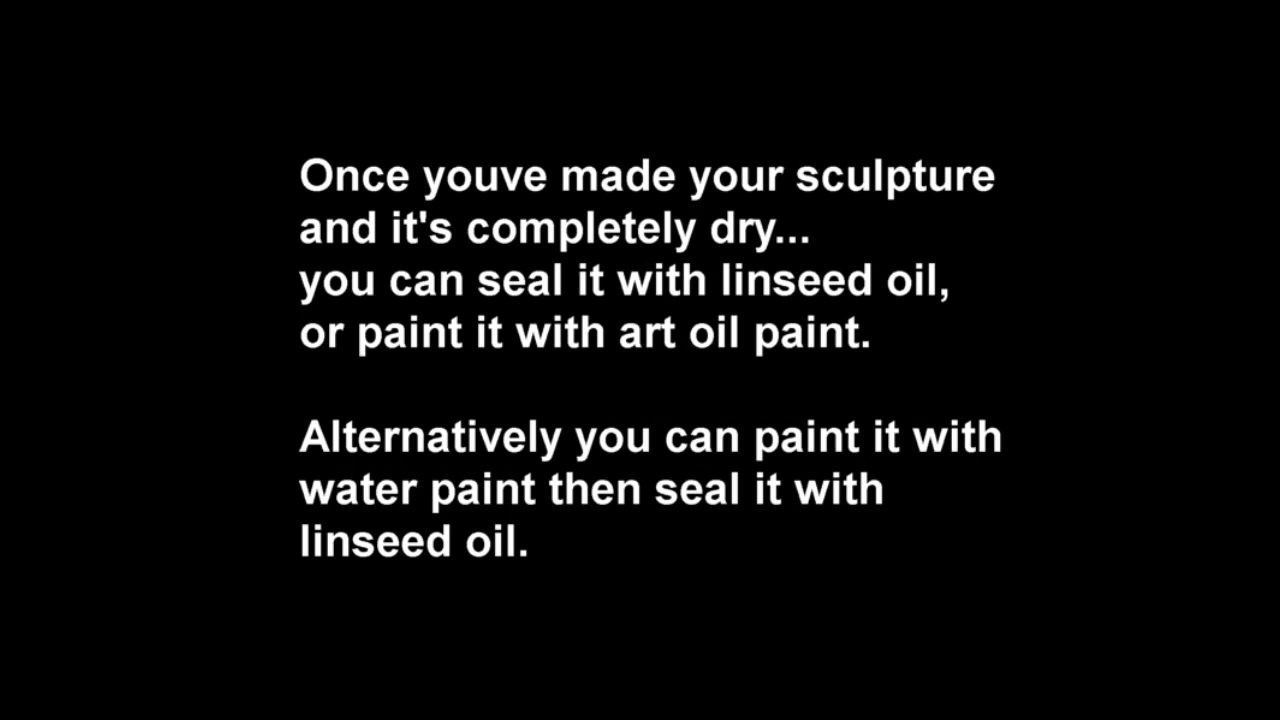 Once youve made your sculpture
and it's completely dry...
you can seal it with linseed oil,
or paint it with art oil paint.
Alternatively you can paint it with
water paint then seal it with
linseed oil.